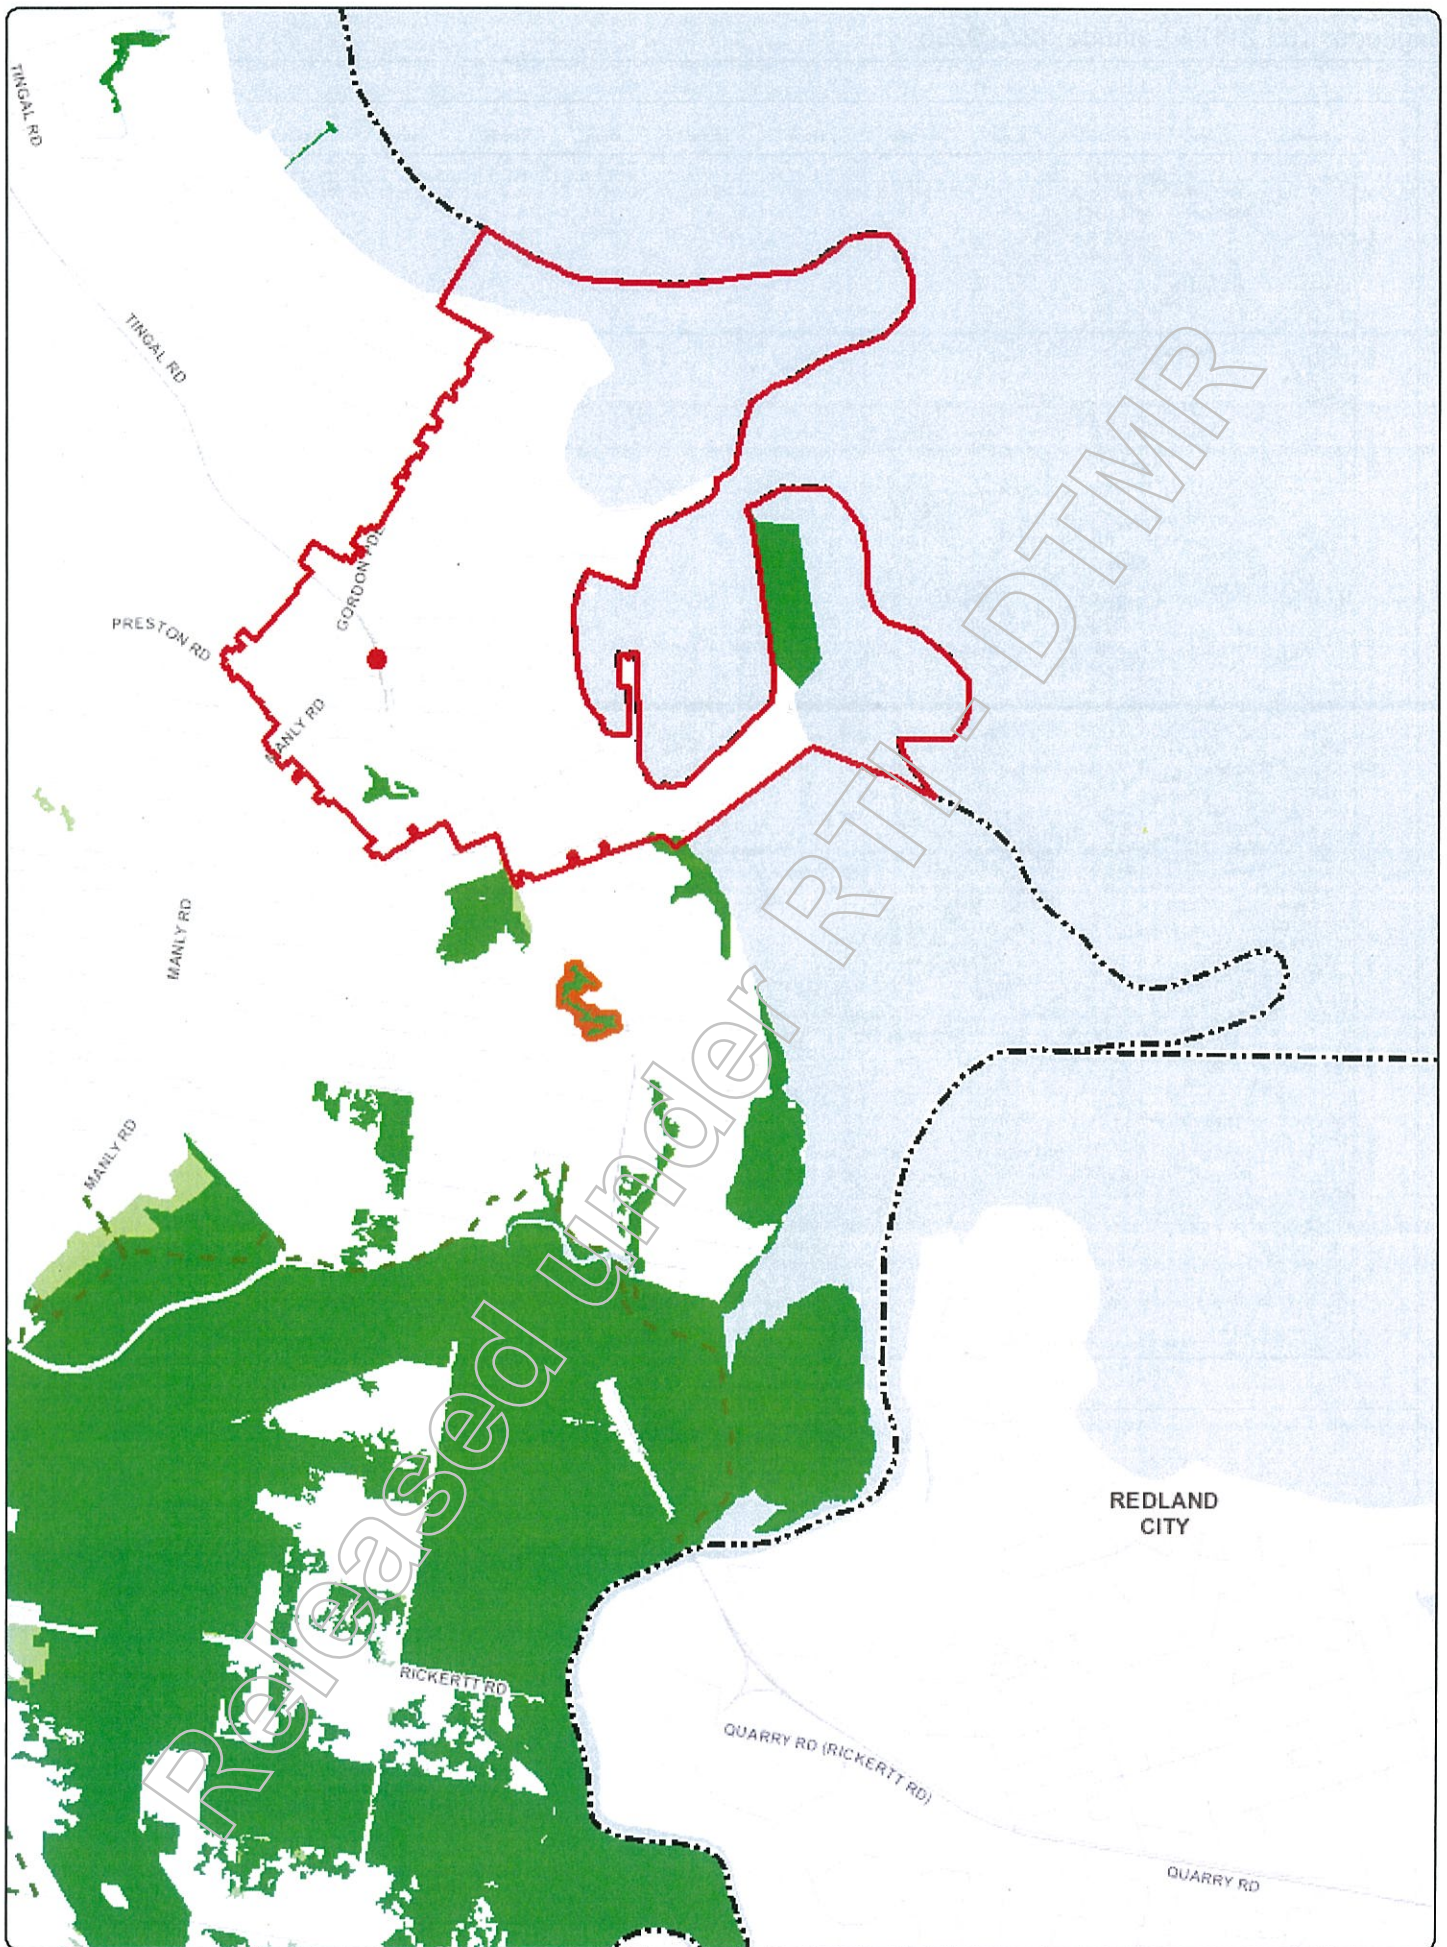 TINGAL RD
TINGAL RD
GORDON PDE
PRESTON RD
MANLY RD
MANLY RD
MANLY RD
REDLAND
CITY
RICKERTT RD
QUARRY RD (RICKERTT RD)
QUARRY RD
Released under RTI - DTMR